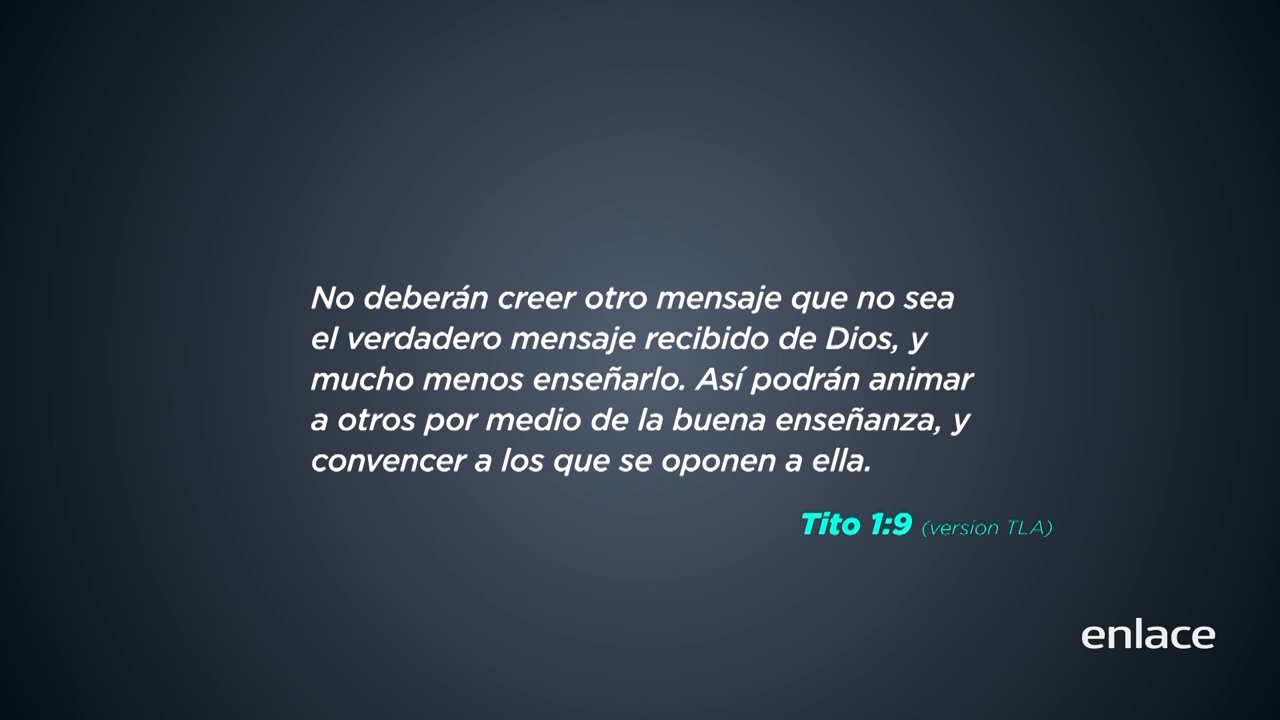 No deberán creer otro mensaje que no sea
el verdadero mensaje recibido de Dios, y
mucho menos enseñarlo. Así podrán animar
a otros por medio de la buena enseñanza, y
convencer a los que se oponen a ella.
Tito 1:9 (version TLA)
enlace